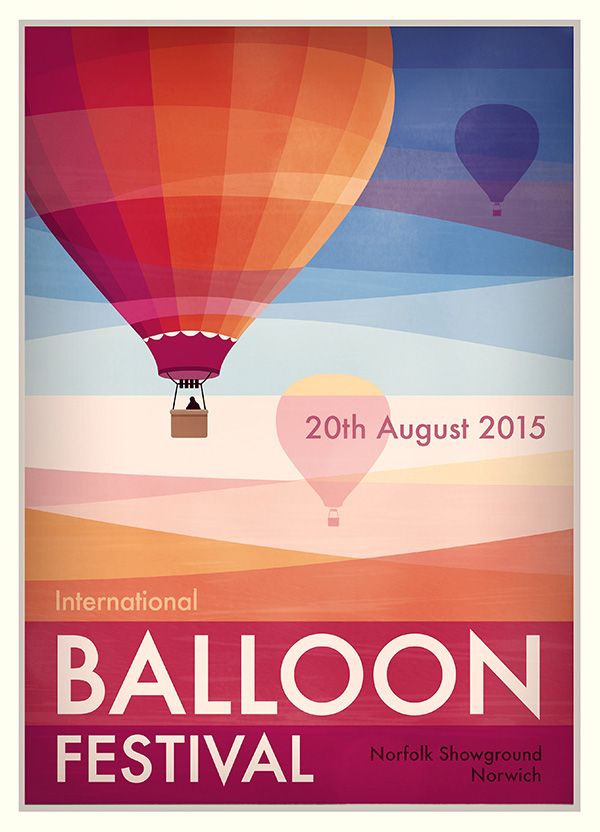 20th August 2015
International
BALLOON
FESTIVAL
Norfolk Showground
Norwich